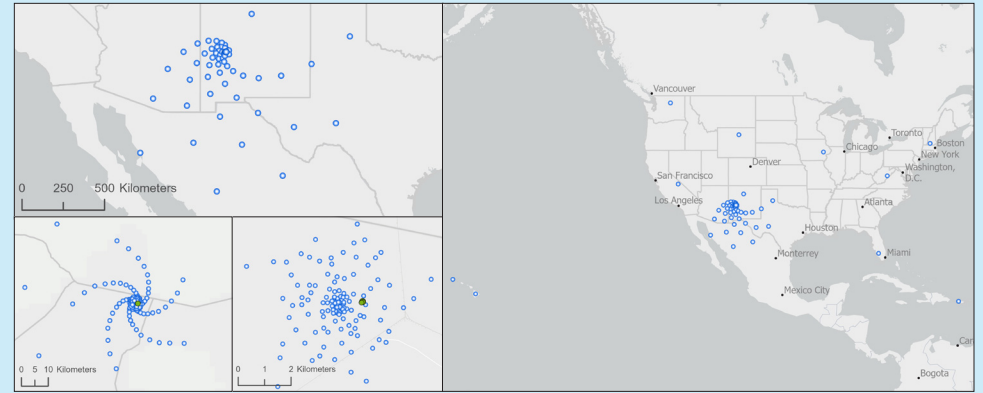 0 250 500 Kilometers
0 5 10 Kilometers
0 1 2 Kilometers
Vancouver
Toronto
Chicago
Boston
New York
Washington,
D.C.
Denver
San Francisco
Los Angeles
Atlanta
Houston
Monterrey
Miami
Mexico City
Car
Bogota